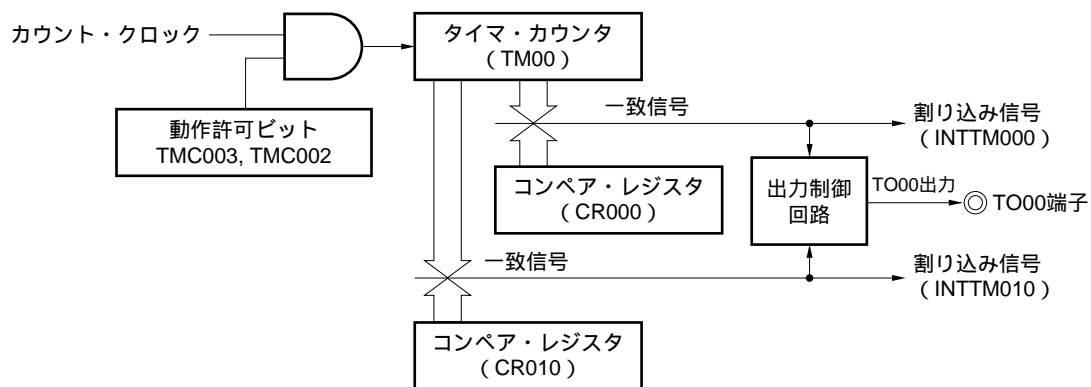 カウント・クロック
タイマ・カウンタ
( TM00 )
動作許可ビット
TMC003, TMC002
一致信号
割り込み信号
( INTTM000 )
コンペア・レジスタ
( CR000 )
出力制御
回路
TO00出力
TO00端子
一致信号
割り込み信号
( INTTM010 )
コンペア・レジスタ
( CR010 )